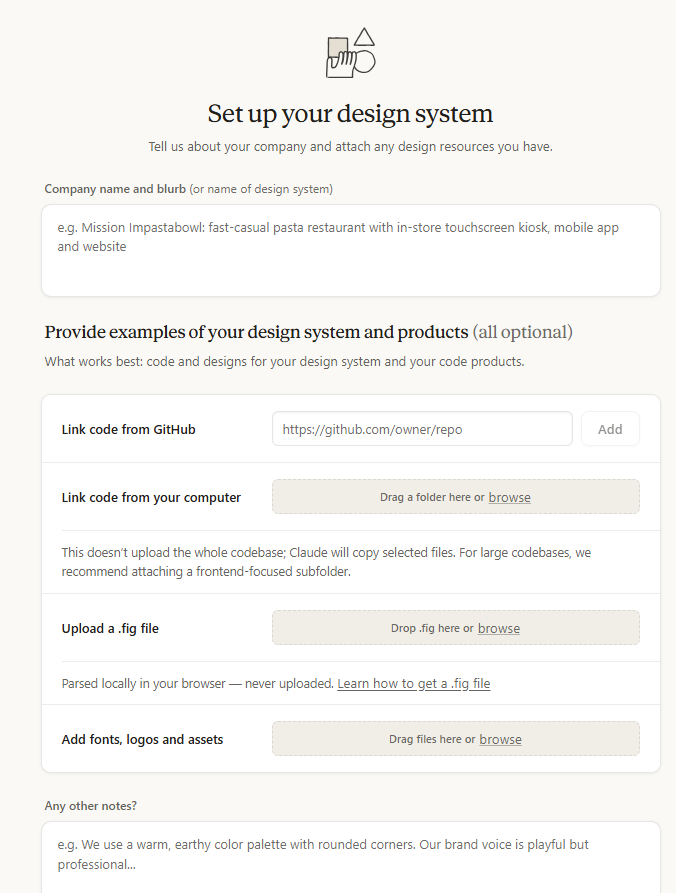 Set up your design system
Tell us about your company and attach any design resources you have.
Company name and blurb (or name of design system)
e.g. Mission Impastabowl: fast-casual pasta restaurant with in-store touchscreen kiosk, mobile app
and website
Provide examples of your design system and products (all optional)
What works best: code and designs for your design system and your code products.
Link code from GitHub
https://github.com/owner/repo
Add
Link code from your computer
Drag a folder here or browse
This doesn’t upload the whole codebase; Claude will copy selected files. For large codebases, we
recommend attaching a frontend-focused subfolder.
Upload a .fig file
Drop .fig here or browse
Parsed locally in your browser — never uploaded. Learn how to get a .fig file
Add fonts, logos and assets
Drag files here or browse
Any other notes?
e.g. We use a warm, earthy color palette with rounded corners. Our brand voice is playful but
professional...